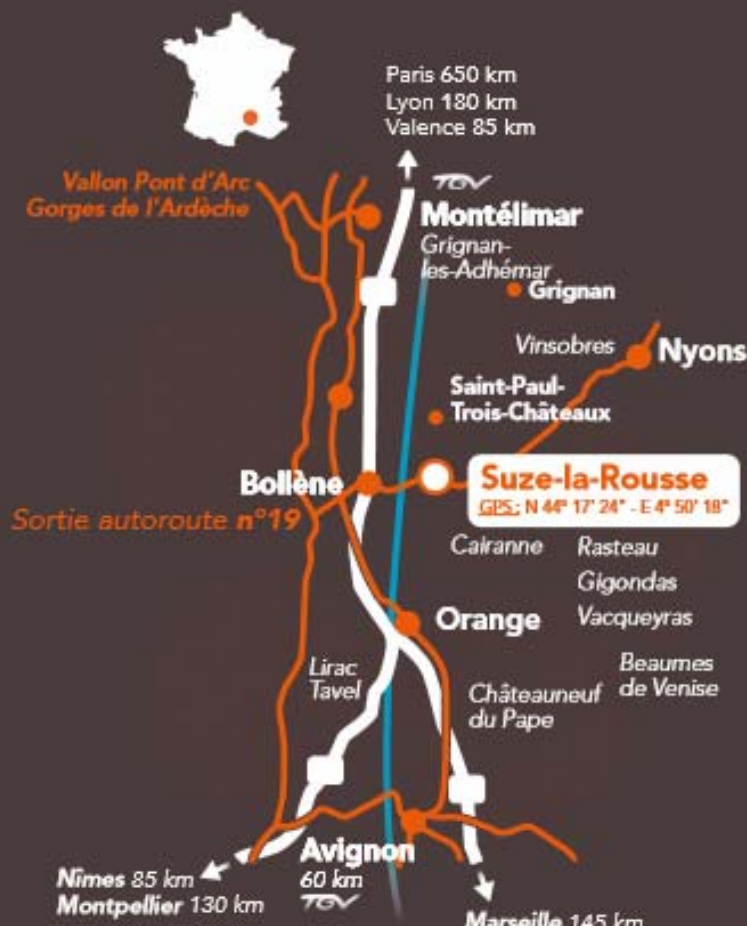 Paris 650 km
Lyon 180 km
Valence 85 km
Vallon Pont d'Arc
Gorges de l'Ardèche
TGV
Montélimar
Grignan-
les-Adhémar
Grignan
Vinsobres
Nyons
Saint-Paul-
Trois-Châteaux
Bollène
Suze-la-Rousse
GPS : N 44° 17' 24" - E 4° 50' 18"
Sortie autoroute n°19
Cairanne
Rasteau
Gigondas
Orange
Vacqueyras
Lirac
Tavel
Beaumes
de Venise
Châteauneuf
du Pape
Avignon
60 km
TGV
Nîmes 85 km
Montpellier 130 km
Marseille 145 km